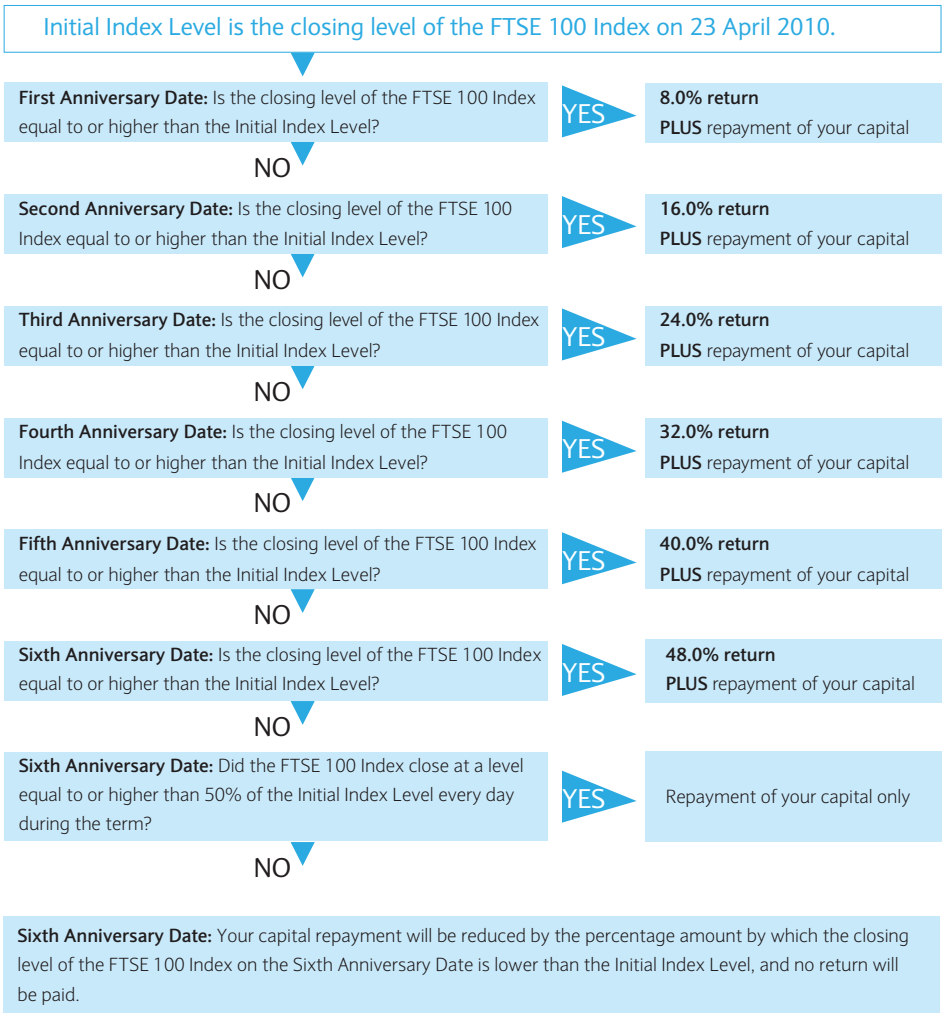 Initial Index Level is the closing level of the FTSE 100 Index on 23 April 2010.
First Anniversary Date: Is the closing level of the FTSE 100 Index
equal to or higher than the Initial Index Level?
YES
8.0% return
PLUS repayment of your capital
NO
Second Anniversary Date: Is the closing level of the FTSE 100
Index equal to or higher than the Initial Index Level?
YES
16.0% return
PLUS repayment of your capital
NO
Third Anniversary Date: Is the closing level of the FTSE 100 Index
equal to or higher than the Initial Index Level?
YES
24.0% return
PLUS repayment of your capital
NO
Fourth Anniversary Date: Is the closing level of the FTSE 100
Index equal to or higher than the Initial Index Level?
YES
32.0% return
PLUS repayment of your capital
NO
Fifth Anniversary Date: Is the closing level of the FTSE 100 Index
equal to or higher than the Initial Index Level?
YES
40.0% return
PLUS repayment of your capital
NO
Sixth Anniversary Date: Is the closing level of the FTSE 100 Index
equal to or higher than the Initial Index Level?
YES
48.0% return
PLUS repayment of your capital
NO
Sixth Anniversary Date: Did the FTSE 100 Index close at a level
equal to or higher than 50% of the Initial Index Level every day
during the term?
YES
Repayment of your capital only
NO
Sixth Anniversary Date: Your capital repayment will be reduced by the percentage amount by which the closing
level of the FTSE 100 Index on the Sixth Anniversary Date is lower than the Initial Index Level, and no return will
be paid.